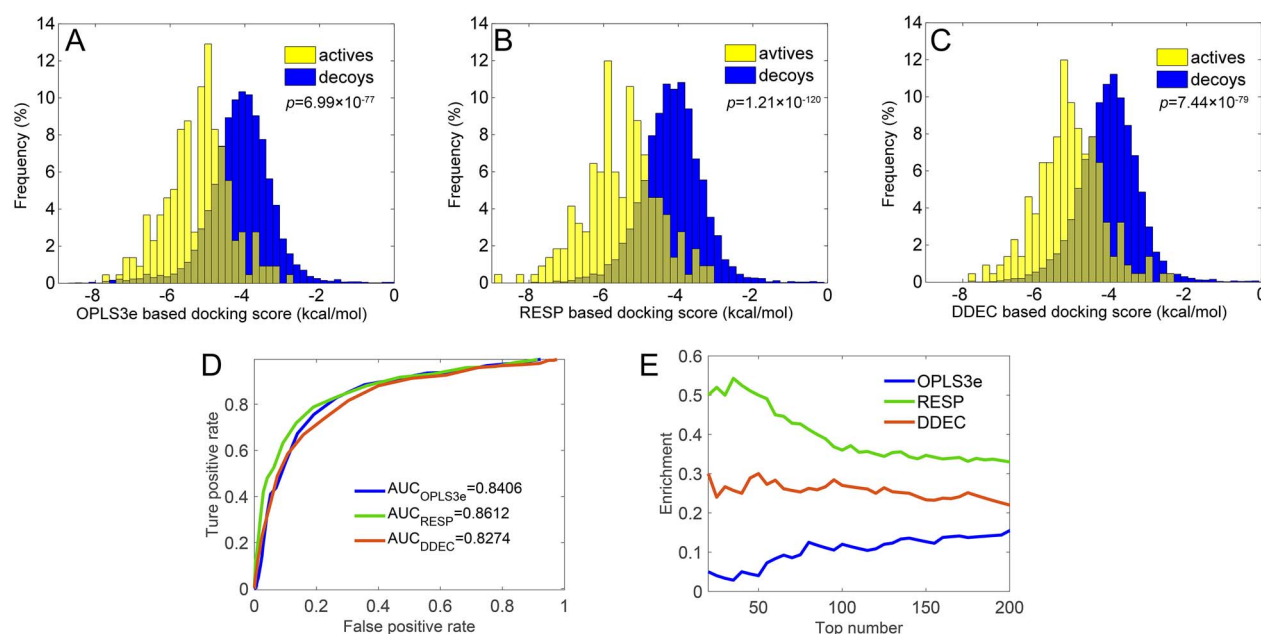 A
14
12
10
8
6
4
2
0
Frequency (%)
actives
decoys
p=6.99×10⁻⁷⁷
-8 -6 -4 -2 0
OPLS3e based docking score (kcal/mol)
B
14
12
10
8
6
4
2
0
Frequency (%)
avtives
decoys
p=1.21×10⁻¹²⁰
-8 -6 -4 -2 0
RESP based docking score (kcal/mol)
C
14
12
10
8
6
4
2
0
Frequency (%)
actives
decoys
p=7.44×10⁻⁷⁹
-8 -6 -4 -2 0
DDEC based docking score (kcal/mol)
D
0.8
0.6
0.4
0.2
0
Ture positive rate
AUC_OPLS3e=0.8406
AUC_RESP=0.8612
AUC_DDEC=0.8274
0 0.2 0.4 0.6 0.8 1
False positive rate
E
0.6
0.5
0.4
0.3
0.2
0.1
0
Enrichment
OPLS3e
RESP
DDEC
50 100 150 200
Top number